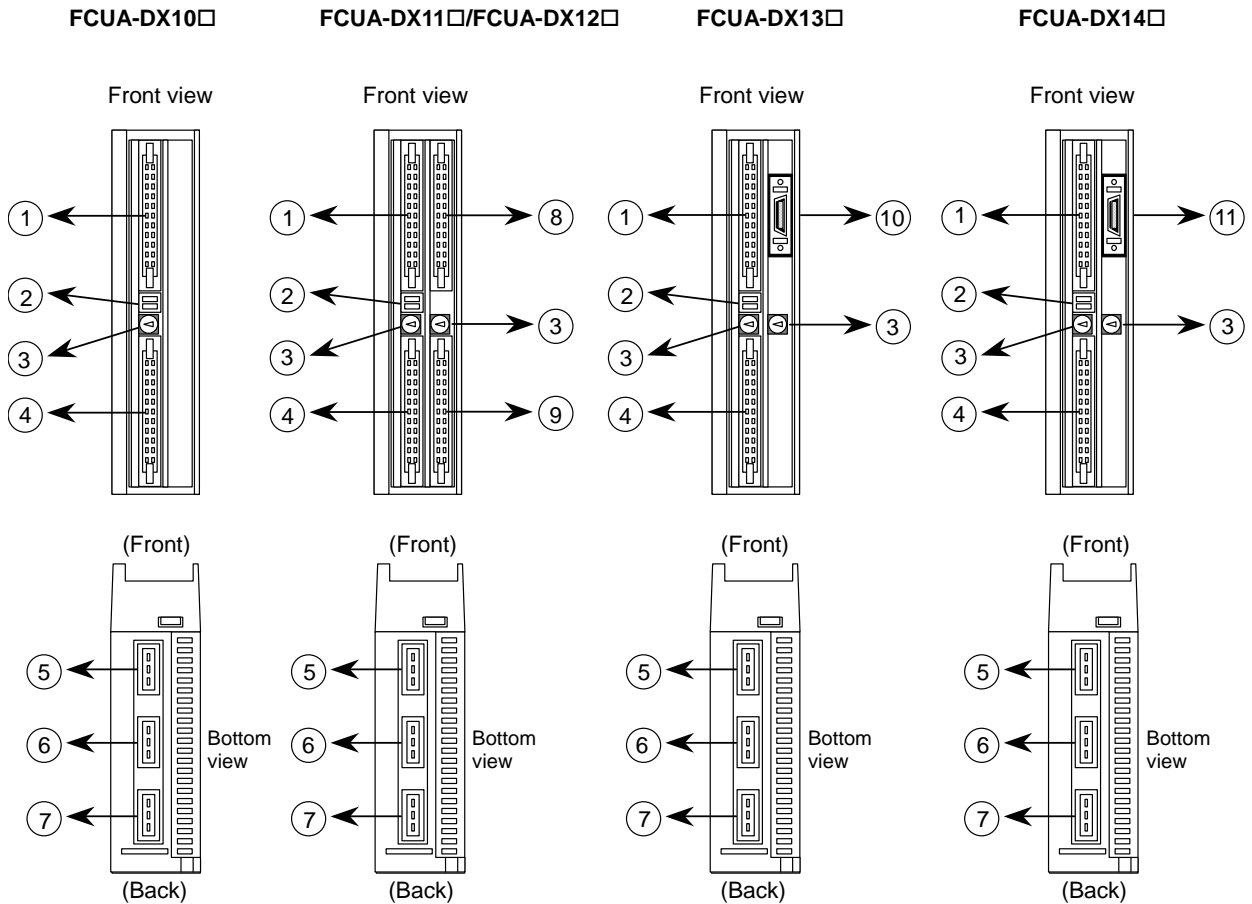 FCUA-DX10□ FCUA-DX11□/FCUA-DX12□ FCUA-DX13□ FCUA-DX14□
Front view Front view Front view Front view
1 1 8 1 10 1 11
2 2 2 2
3 3 3 3 3 3 3
4 4 9 4 4
(Front) (Front) (Front) (Front)
5 5 5 5
6 Bottom view 6 Bottom view 6 Bottom view 6 Bottom view
7 7 7 7
(Back) (Back) (Back) (Back)